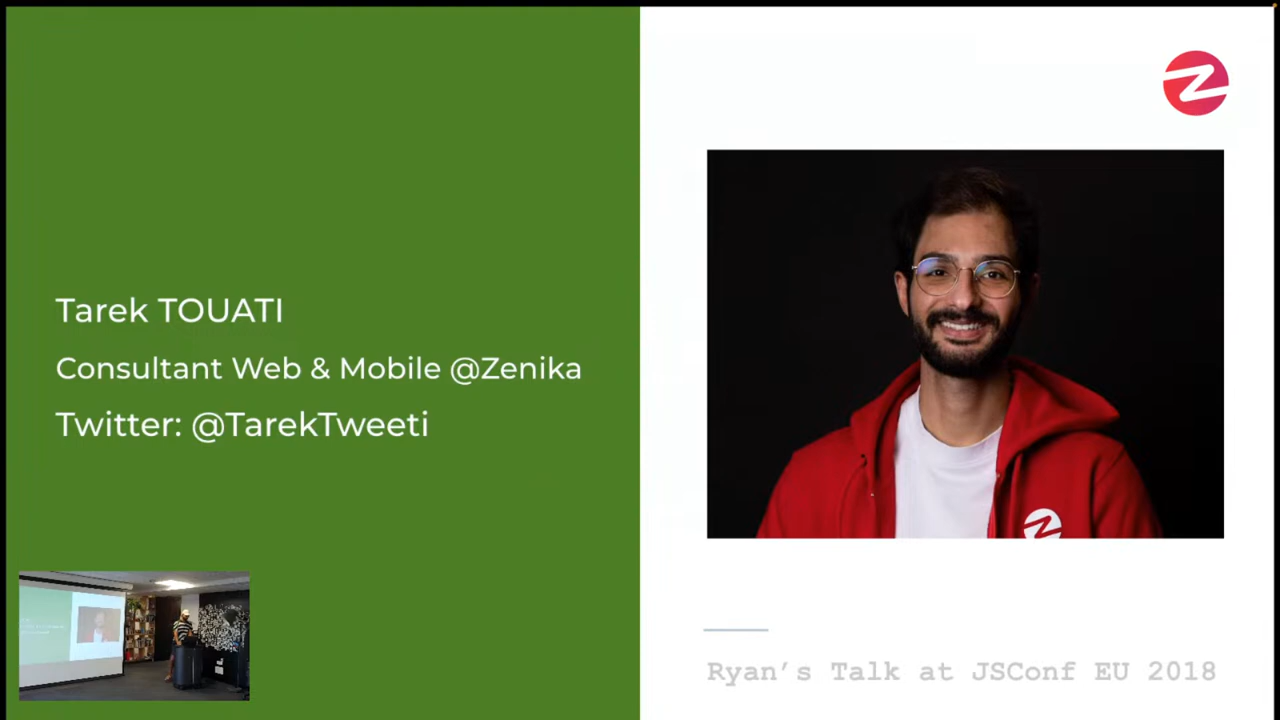 Tarek TOUATI
Consultant Web & Mobile @Zenika
Twitter: @TarekTweeti
Ryan's Talk at JSConf EU 2018